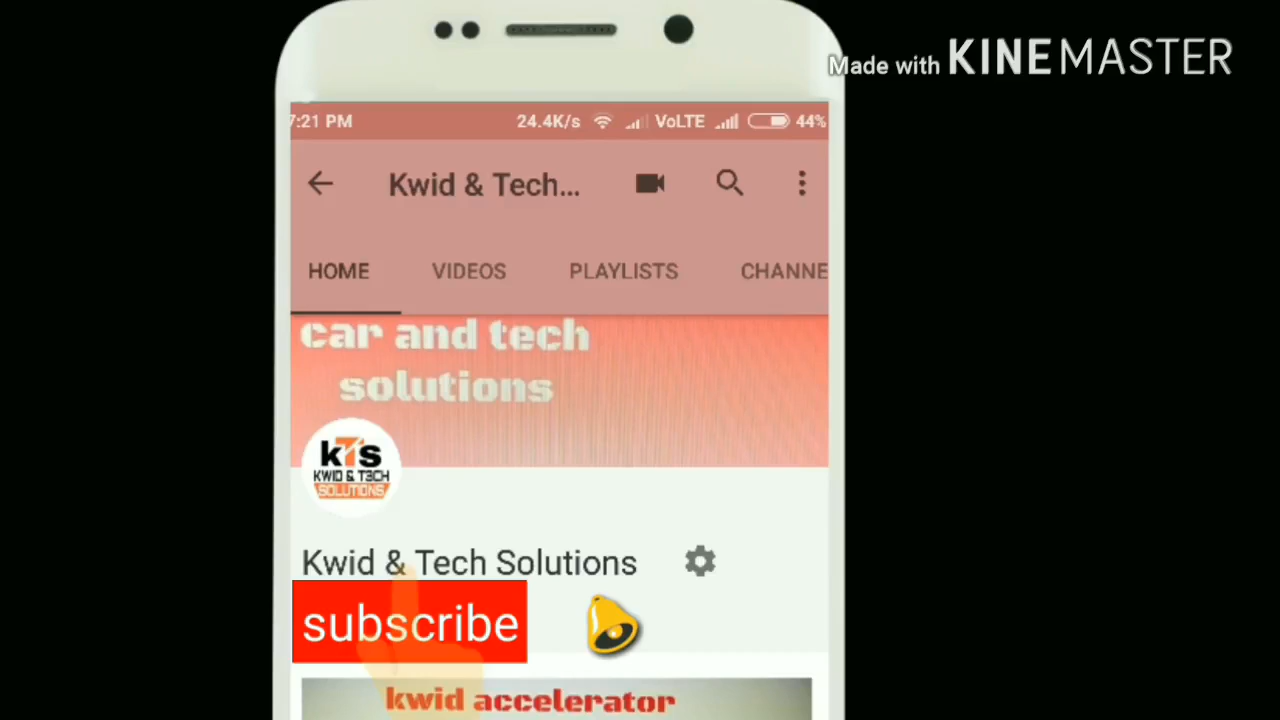 Made with KINEMASTER
7:21 PM 24.4K/s VoLTE 44%
Kwid & Tech...
HOME VIDEOS PLAYLISTS CHANNE
car and tech
solutions
kTs
KWID & T3CH
SOLUTIONS
Kwid & Tech Solutions
subscribe
kwid accelerator